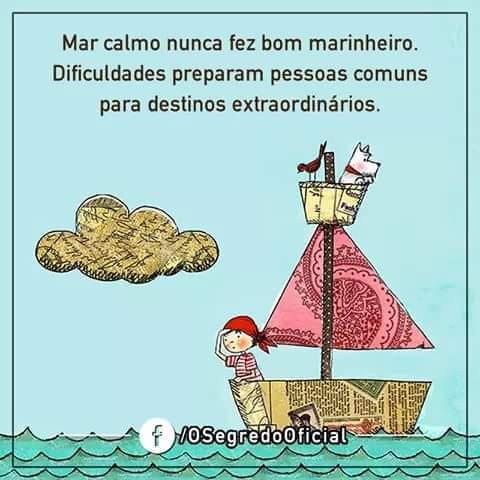 Mar calmo nunca fez bom marinheiro.
Dificuldades preparam pessoas comuns
para destinos extraordinários.
f /OSegredoOficial